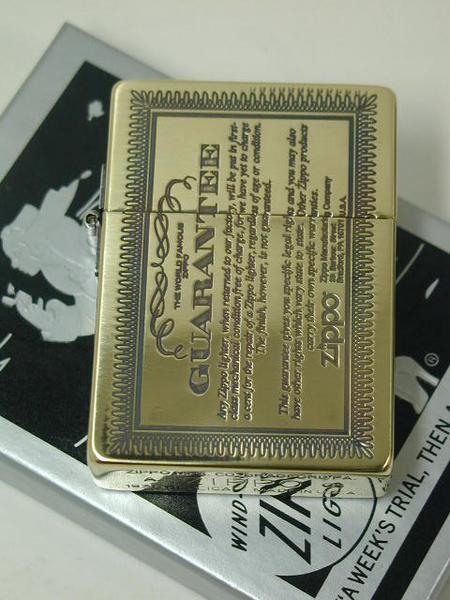 THE WORLD FAMOUS
ZIPPO
GUARANTEE
Any Zippo lighter, when returned to our factory, will be put in first-
class mechanical condition free of charge, for we have yet to charge
a cent for the repair of a Zippo lighter, regardless of age or condition.
The finish, however, is not guaranteed.
This guarantee gives you specific legal rights and you may also
have other rights which vary state to state. Other Zippo products
carry their own specific warranties.
zippo
Zippo Manufacturing Company
Bradford, PA U.S.A.
WIND-
ZIP
LIG
"A WEEK'S TRIAL, THEN A
®